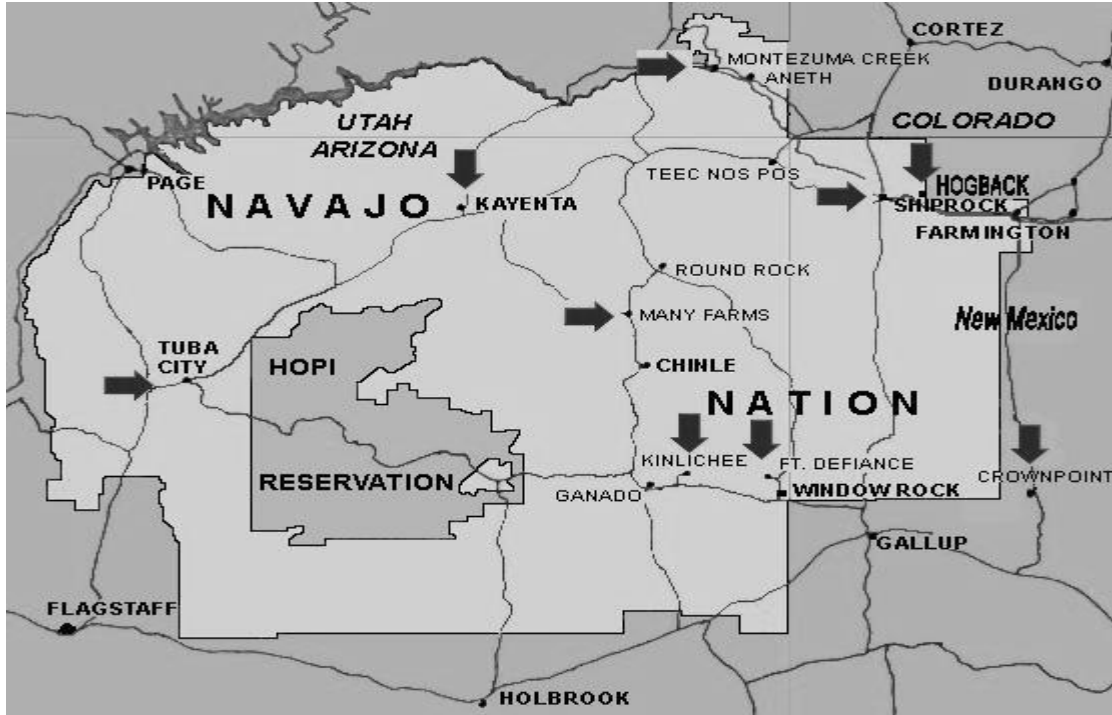 CORTEZ
MONTEZUMA CREEK
ANETH
DURANGO
UTAH
COLORADO
ARIZONA
TEEC NOS POS
PAGE
HOGBACK
NAVAJO
KAYENTA
SHIPROCK
FARMINGTON
ROUND ROCK
MANY FARMS
New Mexico
TUBA
CITY
HOPI
CHINLE
NATION
KINLICHEE
FT. DEFIANCE
RESERVATION
CROWNPOINT
GANADO
WINDOW ROCK
GALLUP
FLAGSTAFF
HOLBROOK